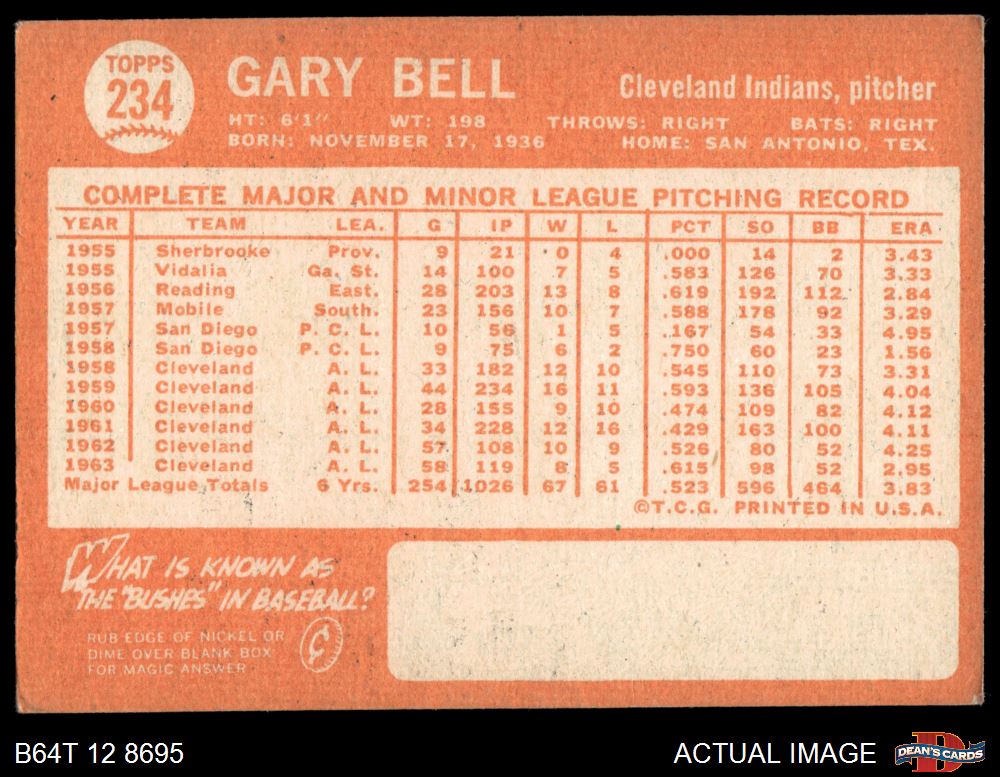 TOPPS
234
GARY BELL
Cleveland Indians, pitcher
HT: 6'1" WT: 198 THROWS: RIGHT BATS: RIGHT
BORN: NOVEMBER 17, 1936 HOME: SAN ANTONIO, TEX.
COMPLETE MAJOR AND MINOR LEAGUE PITCHING RECORD
YEAR TEAM LEA. G IP W L PCT SO BB ERA
1955 Sherbrooke Prov. 9 21 0 4 .000 14 2 3.43
1955 Vidalia Ga. St. 14 100 7 5 .583 126 70 3.33
1956 Reading East. 28 203 13 8 .619 192 112 2.84
1957 Mobile South. 23 156 10 7 .588 178 92 3.29
1957 San Diego P. C. L. 10 56 1 5 .167 54 33 4.95
1958 San Diego P. C. L. 9 75 6 2 .750 60 23 1.56
1958 Cleveland A. L. 33 182 12 10 .545 110 73 3.31
1959 Cleveland A. L. 44 234 16 11 .593 136 105 4.04
1960 Cleveland A. L. 28 155 9 10 .474 109 82 4.12
1961 Cleveland A. L. 34 228 12 16 .429 163 100 4.11
1962 Cleveland A. L. 57 108 10 9 .526 80 52 4.25
1963 Cleveland A. L. 58 119 8 5 .615 98 52 2.95
Major League Totals 6 Yrs. 254 1026 67 61 .523 596 464 3.83
©T.C.G. PRINTED IN U.S.A.
WHAT IS KNOWN AS
THE "BUSHES" IN BASEBALL?
RUB EDGE OF NICKEL OR
DIME OVER BLANK BOX
FOR MAGIC ANSWER
¢
B64T 12 8695
ACTUAL IMAGE
D
DEAN'S CARDS